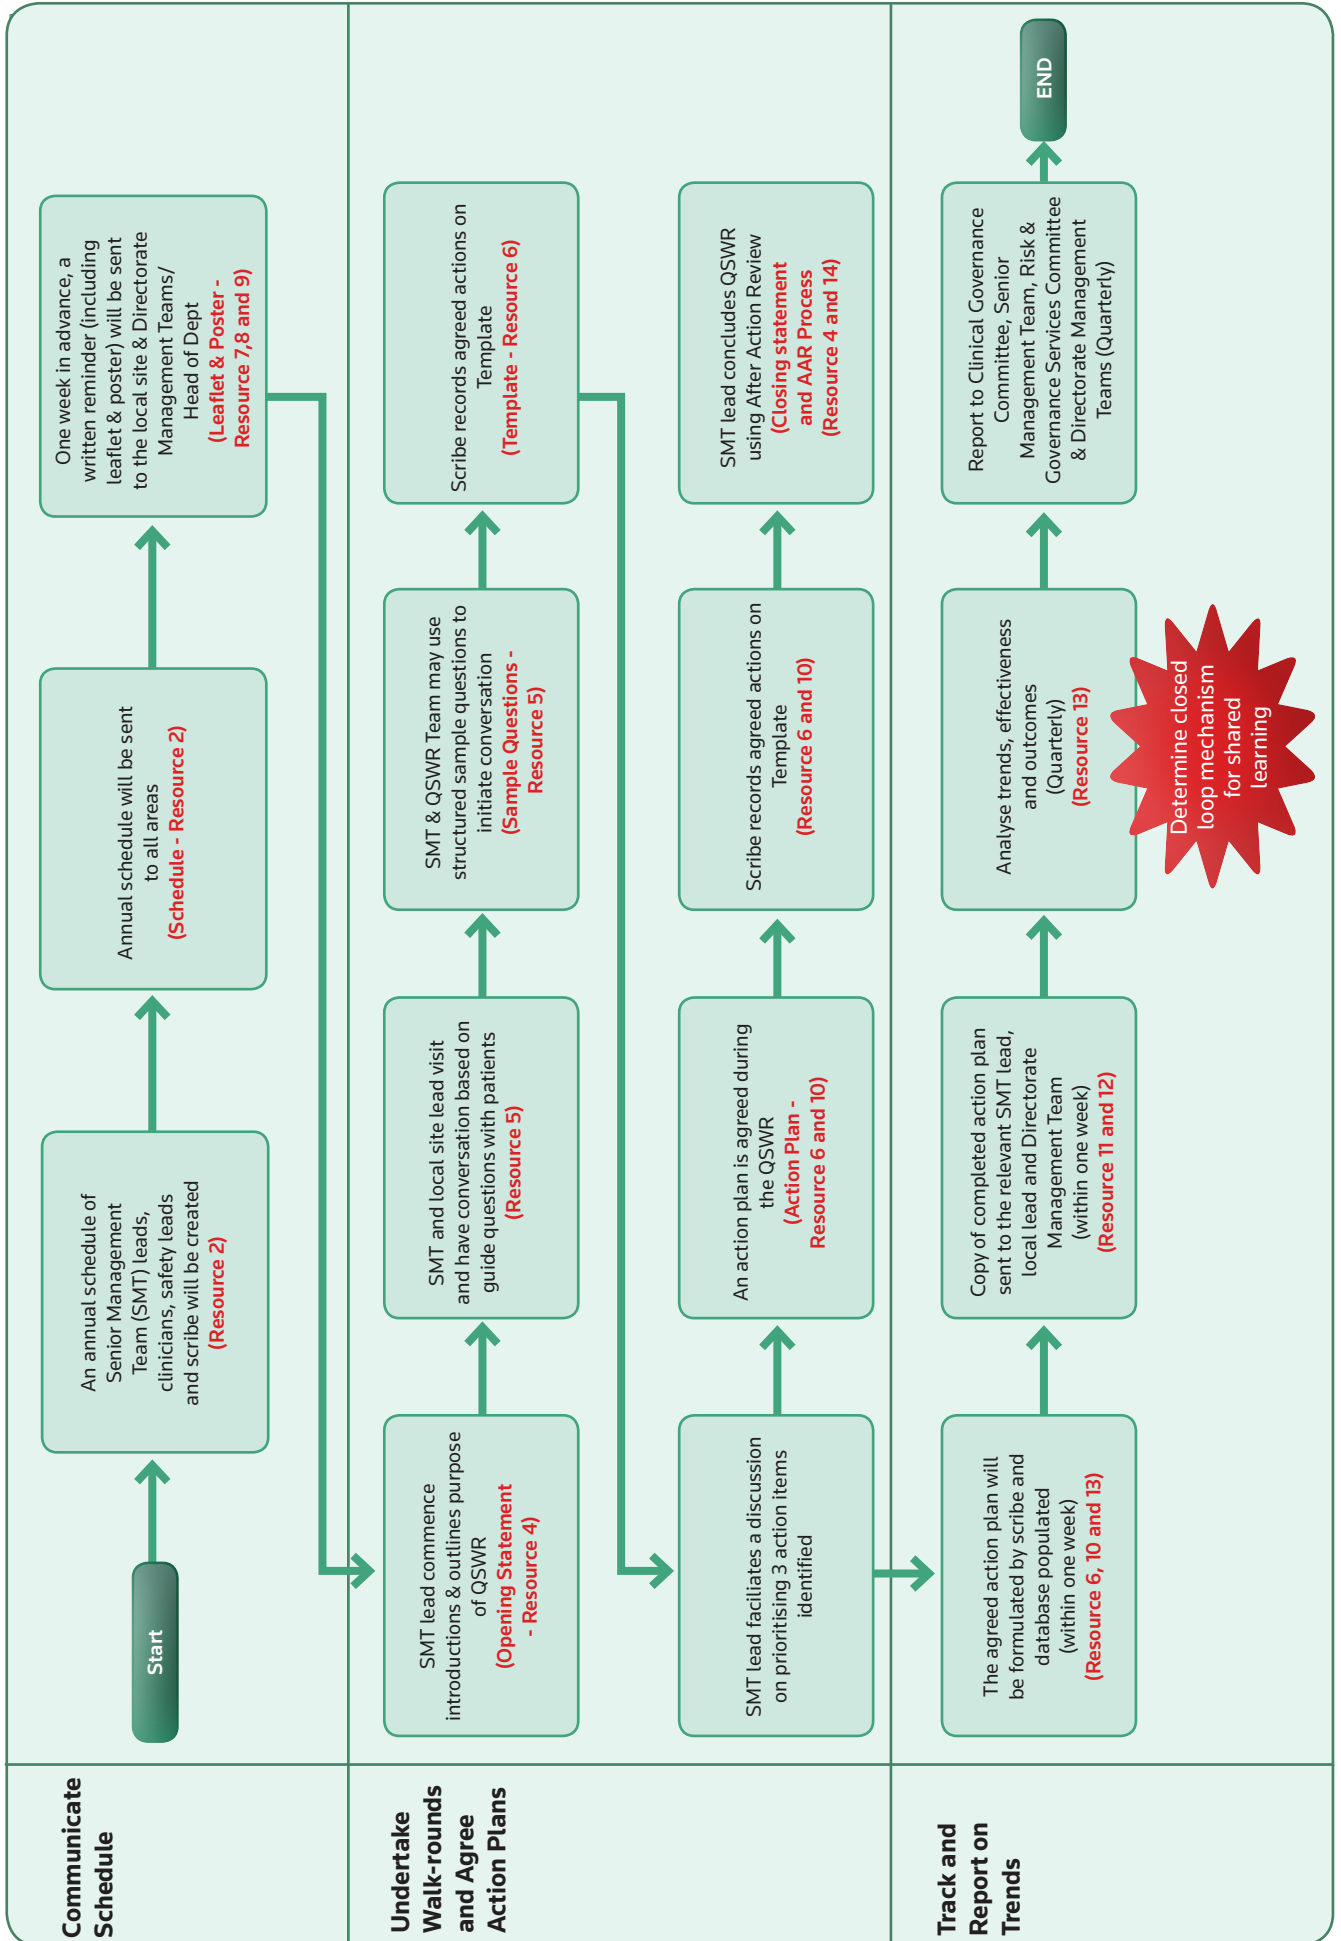 Communicate
Schedule
Start
An annual schedule of
Senior Management
Team (SMT) leads,
clinicians, safety leads
and scribe will be created
(Resource 2)
Annual schedule will be sent
to all areas
(Schedule - Resource 2)
One week in advance, a
written reminder (including
leaflet & poster) will be sent
to the local site & Directorate
Management Teams/
Head of Dept
(Leaflet & Poster -
Resource 7,8 and 9)
Undertake
Walk-rounds
and Agree
Action Plans
SMT lead commence
introductions & outlines purpose
of QSWR
(Opening Statement
- Resource 4)
SMT and local site lead visit
and have conversation based on
guide questions with patients
(Resource 5)
SMT & QSWR Team may use
structured sample questions to
initiate conversation
(Sample Questions -
Resource 5)
Scribe records agreed actions on
Template
(Template - Resource 6)
SMT lead faciliates a discussion
on prioritising 3 action items
identified
An action plan is agreed during
the QSWR
(Action Plan -
Resource 6 and 10)
Scribe records agreed actions on
Template
(Resource 6 and 10)
SMT lead concludes QSWR
using After Action Review
(Closing statement
and AAR Process
(Resource 4 and 14)
Track and
Report on
Trends
The agreed action plan will
be formulated by scribe and
database populated
(within one week)
(Resource 6, 10 and 13)
Copy of completed action plan
sent to the relevant SMT lead,
local lead and Directorate
Management Team
(within one week)
(Resource 11 and 12)
Analyse trends, effectiveness
and outcomes
(Quarterly)
(Resource 13)
Determine closed
loop mechanism
for shared
learning
Report to Clinical Governance
Committee, Senior
Management Team, Risk &
Governance Services Committee
& Directorate Management
Teams (Quarterly)
END